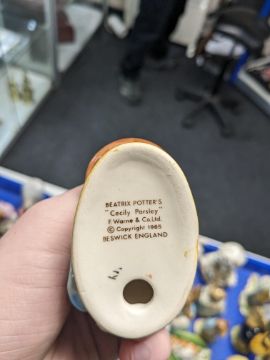 BEATRIX POTTER'S
"Cecily Parsley"
F. Warne & Co.Ltd.
© Copyright 1965
BESWICK ENGLAND